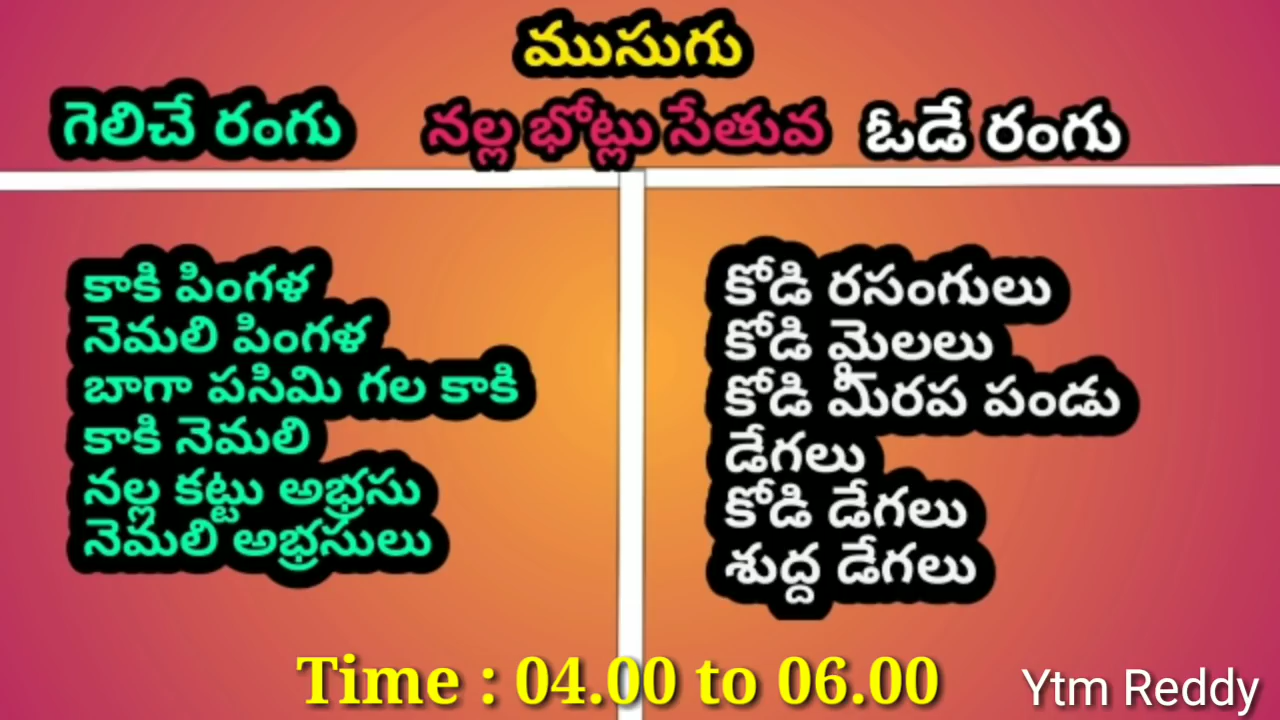 ముసుగు
గెలిచే రంగు నల్ల భోట్లు సేతువ ఓడే రంగు
కాకి పింగళ
నెమలి పింగళ
బాగా పసిమి గల కాకి
కాకి నెమలి
నల్ల కట్టు అభ్రసు
నెమలి అభ్రసులు
కోడి రసంగులు
కోడి మైలలు
కోడి మిరప పండు
డేగలు
కోడి డేగలు
శుద్ద డేగలు
Time : 04.00 to 06.00
Ytm Reddy